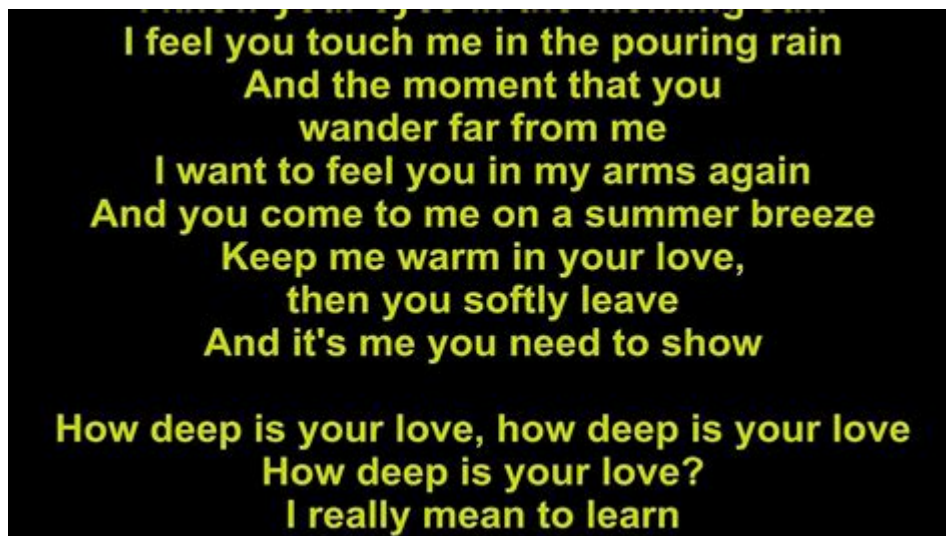 I feel you touch me in the pouring rain
And the moment that you
wander far from me
I want to feel you in my arms again
And you come to me on a summer breeze
Keep me warm in your love,
then you softly leave
And it's me you need to show
How deep is your love, how deep is your love
How deep is your love?
I really mean to learn